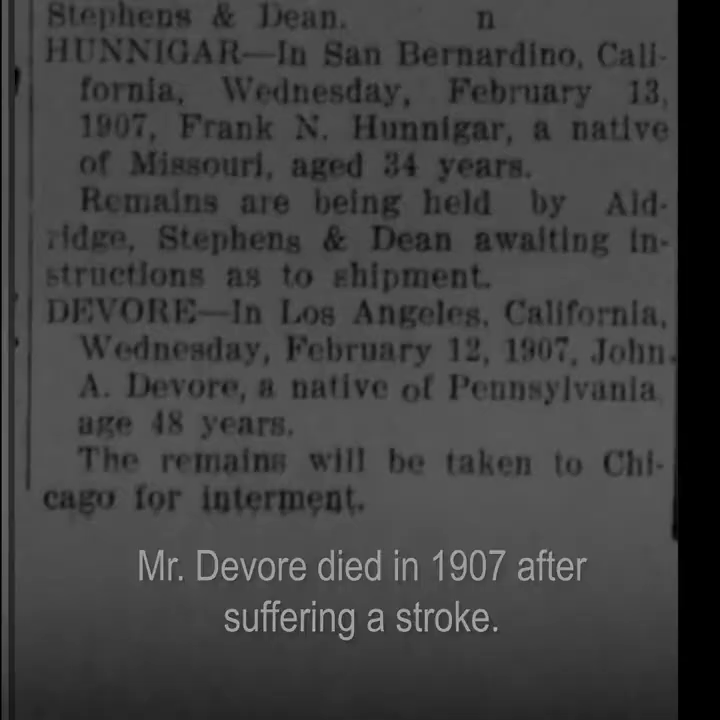 Stephens & Dean. n
HUNNIGAR—In San Bernardino, Cali-
fornia, Wednesday, February 13,
1907, Frank N. Hunnigar, a native
of Missouri, aged 34 years.
Remains are being held by Ald-
ridge, Stephens & Dean awaiting in-
structions as to shipment.
DEVORE—In Los Angeles, California,
Wednesday, February 12, 1907, John
A. Devore, a native of Pennsylvania
age 48 years.
The remains will be taken to Chi-
cago for interment.
Mr. Devore died in 1907 after
suffering a stroke.